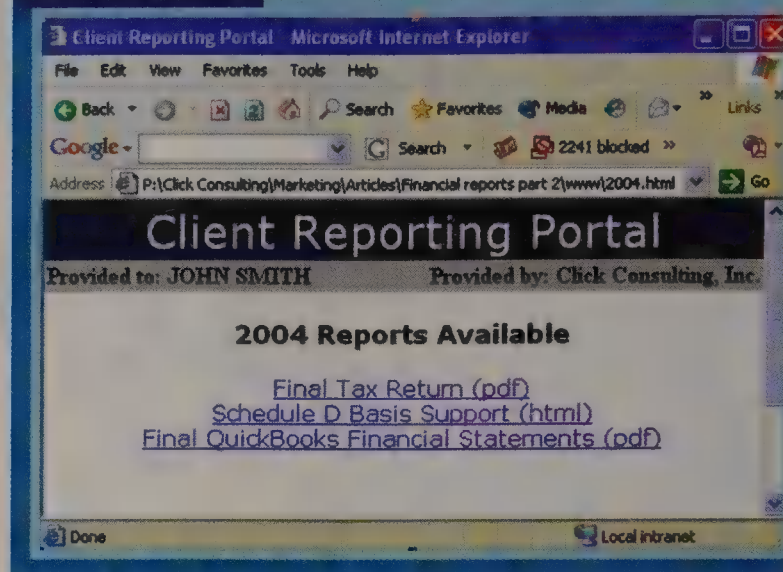 Client Reporting Portal Microsoft Internet Explorer
File Edit View Favorites Tools Help
Back Search Favorites Media » Links »
Google Search 2241 blocked »
Address P:\Click Consulting\Marketing\Articles\Financial reports part 2\www\2004.html Go
Client Reporting Portal
Provided to: JOHN SMITH Provided by: Click Consulting, Inc.
2004 Reports Available
Final Tax Return (pdf)
Schedule D Basis Support (html)
Final QuickBooks Financial Statements (pdf)
Done Local intranet